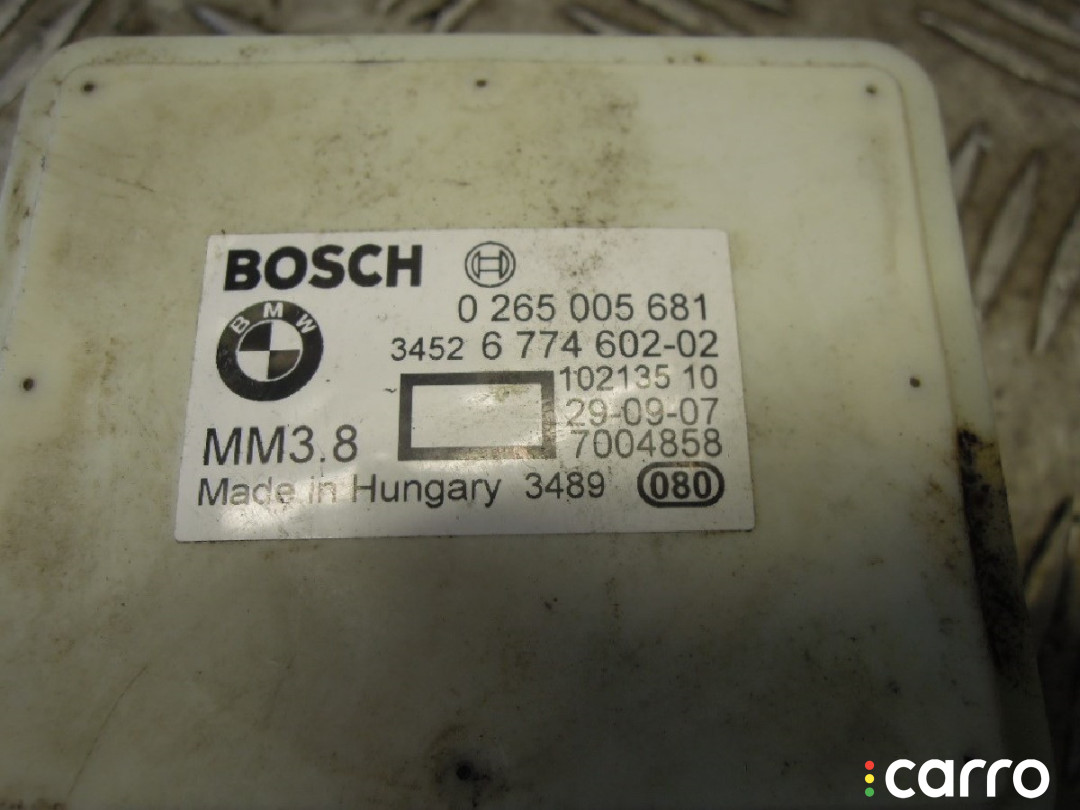 BOSCH
0 265 005 681
BMW
3452 6 774 602-02
102135 10
29-09-07
MM3.8
7004858
Made in Hungary 3489 080
carro